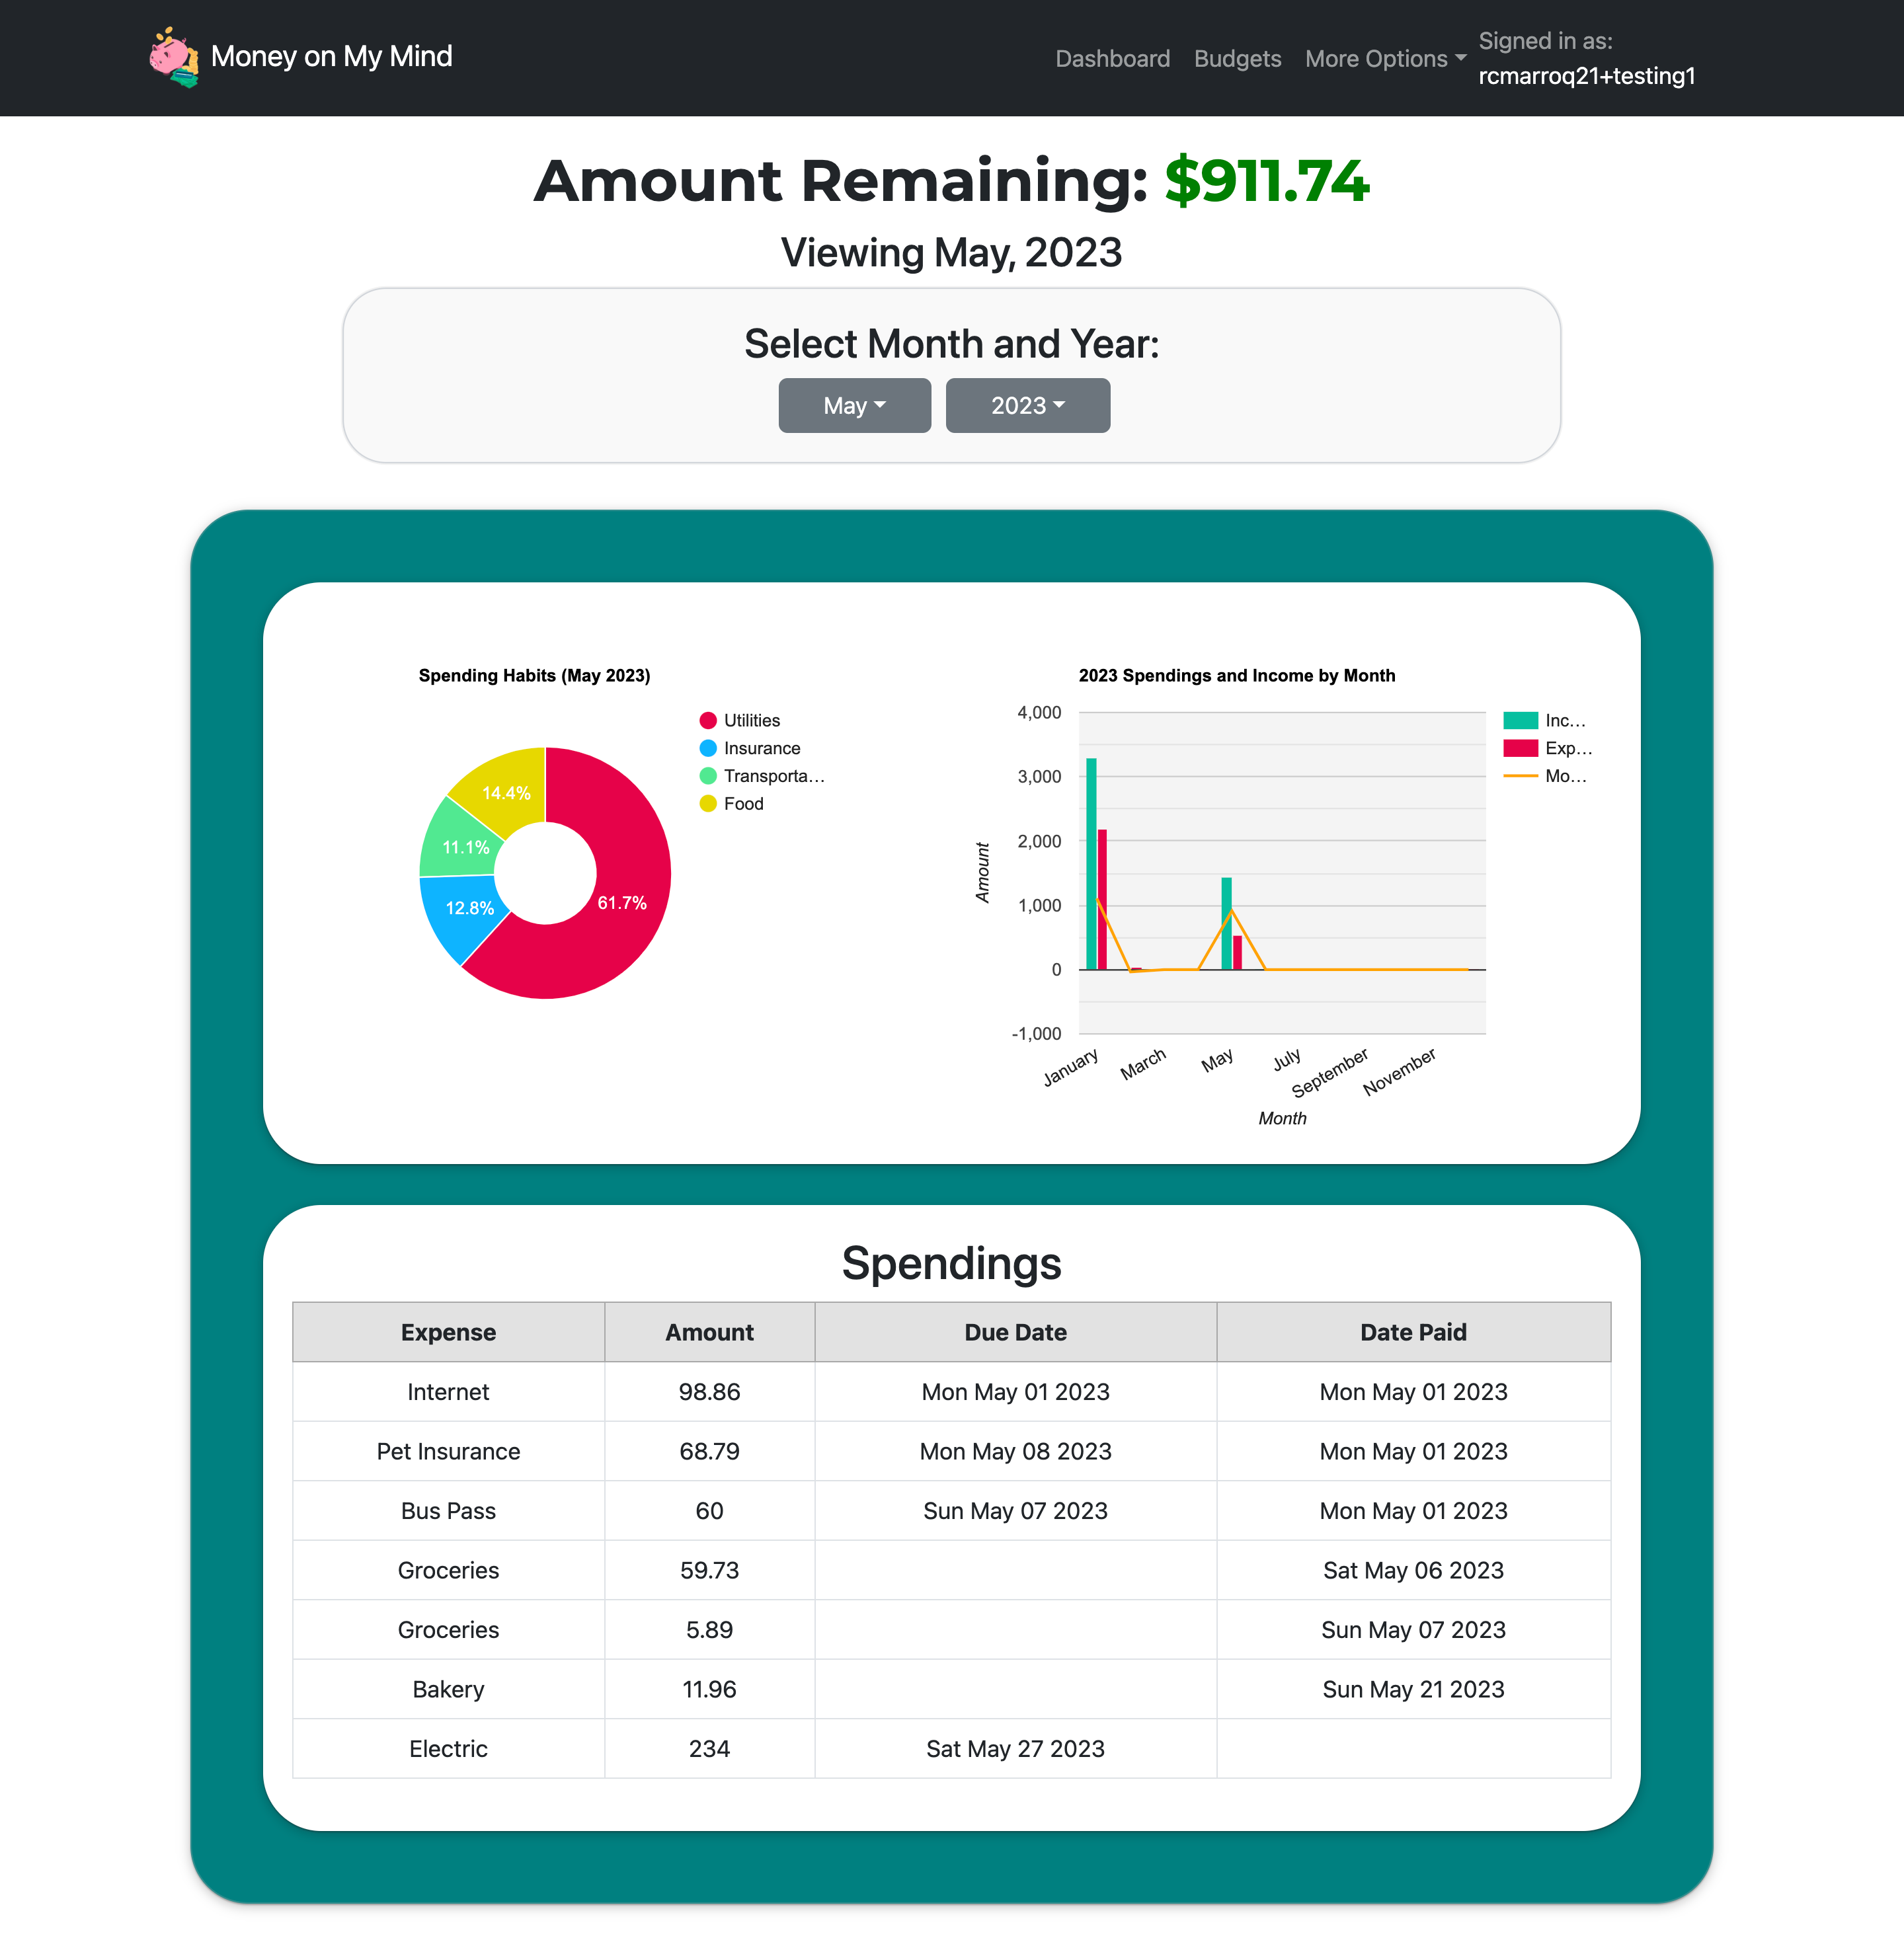 Money on My Mind
Dashboard Budgets More Options Signed in as:
rcmarroq21+testing1
Amount Remaining: $911.74
Viewing May, 2023
Select Month and Year:
May 2023
Spending Habits (May 2023)
Utilities
Insurance
Transporta…
Food
14.4%
11.1%
12.8%
61.7%
2023 Spendings and Income by Month
4,000
3,000
2,000
1,000
0
-1,000
Amount
January March May July September November
Month
Inc…
Exp…
Mo…
Spendings
Expense Amount Due Date Date Paid
Internet 98.86 Mon May 01 2023 Mon May 01 2023
Pet Insurance 68.79 Mon May 08 2023 Mon May 01 2023
Bus Pass 60 Sun May 07 2023 Mon May 01 2023
Groceries 59.73 Sat May 06 2023
Groceries 5.89 Sun May 07 2023
Bakery 11.96 Sun May 21 2023
Electric 234 Sat May 27 2023